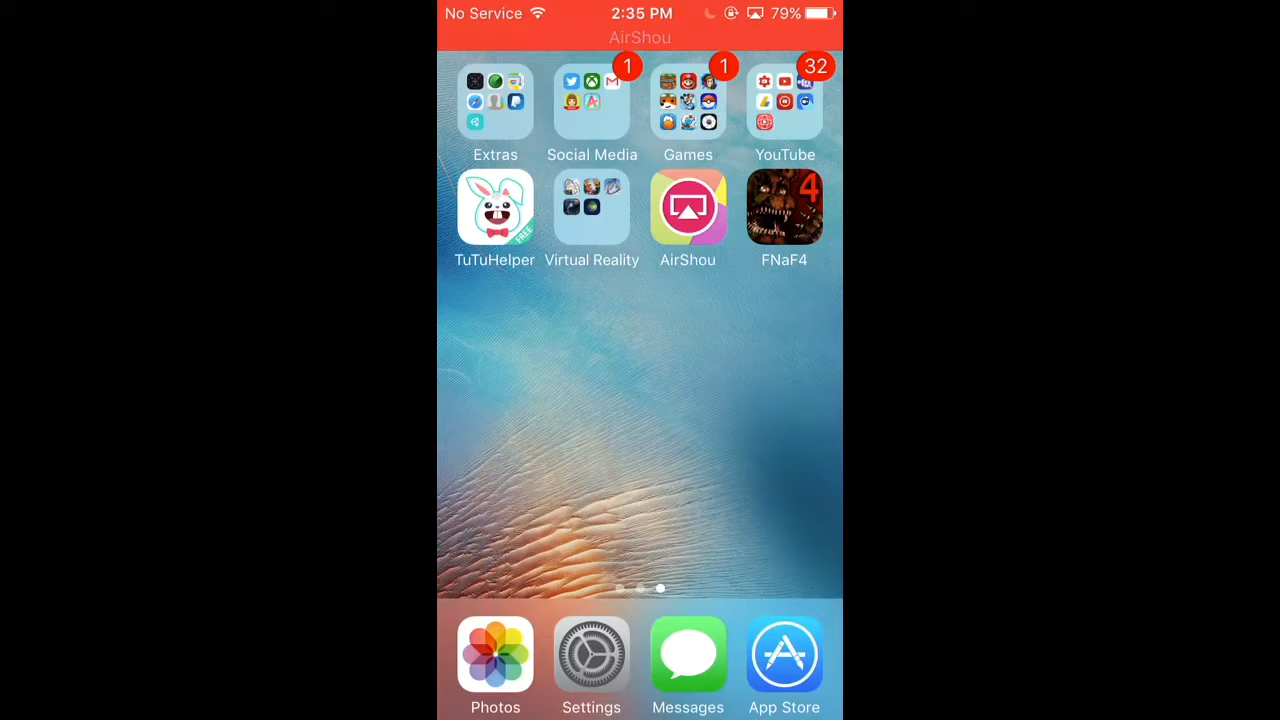 No Service 2:35 PM 79%
AirShou
1 1 32
Extras Social Media Games YouTube
4
FREE
TuTuHelper Virtual Reality AirShou FNaF4
Photos Settings Messages App Store